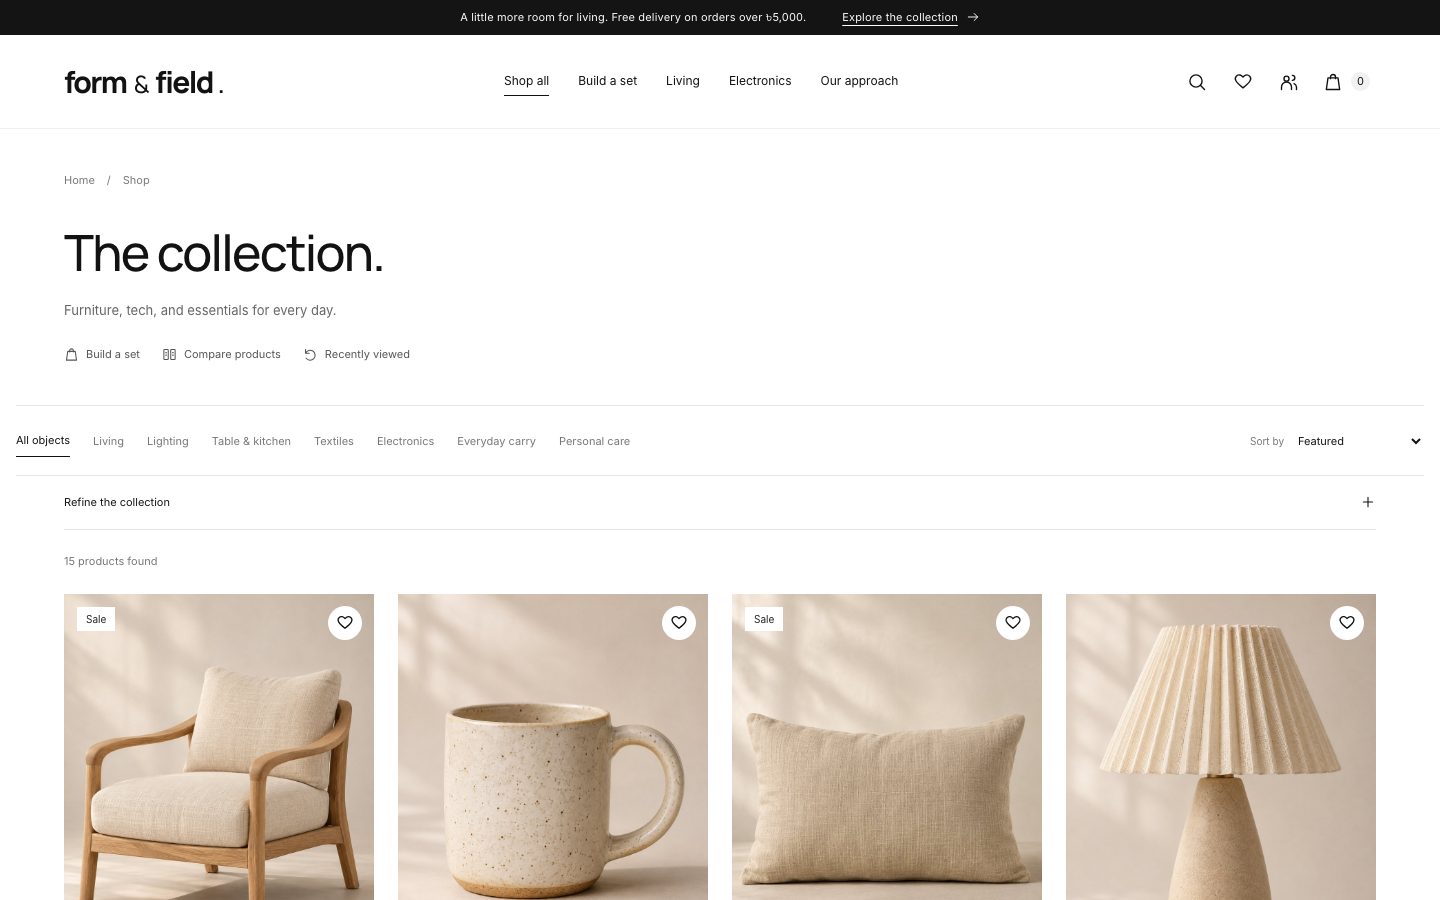 A little more room for living. Free delivery on orders over ৳5,000. Explore the collection
form & field .
Shop all Build a set Living Electronics Our approach
0
Home / Shop
The collection.
Furniture, tech, and essentials for every day.
Build a set Compare products Recently viewed
All objects Living Lighting Table & kitchen Textiles Electronics Everyday carry Personal care Sort by Featured
Refine the collection
15 products found
Sale
Sale